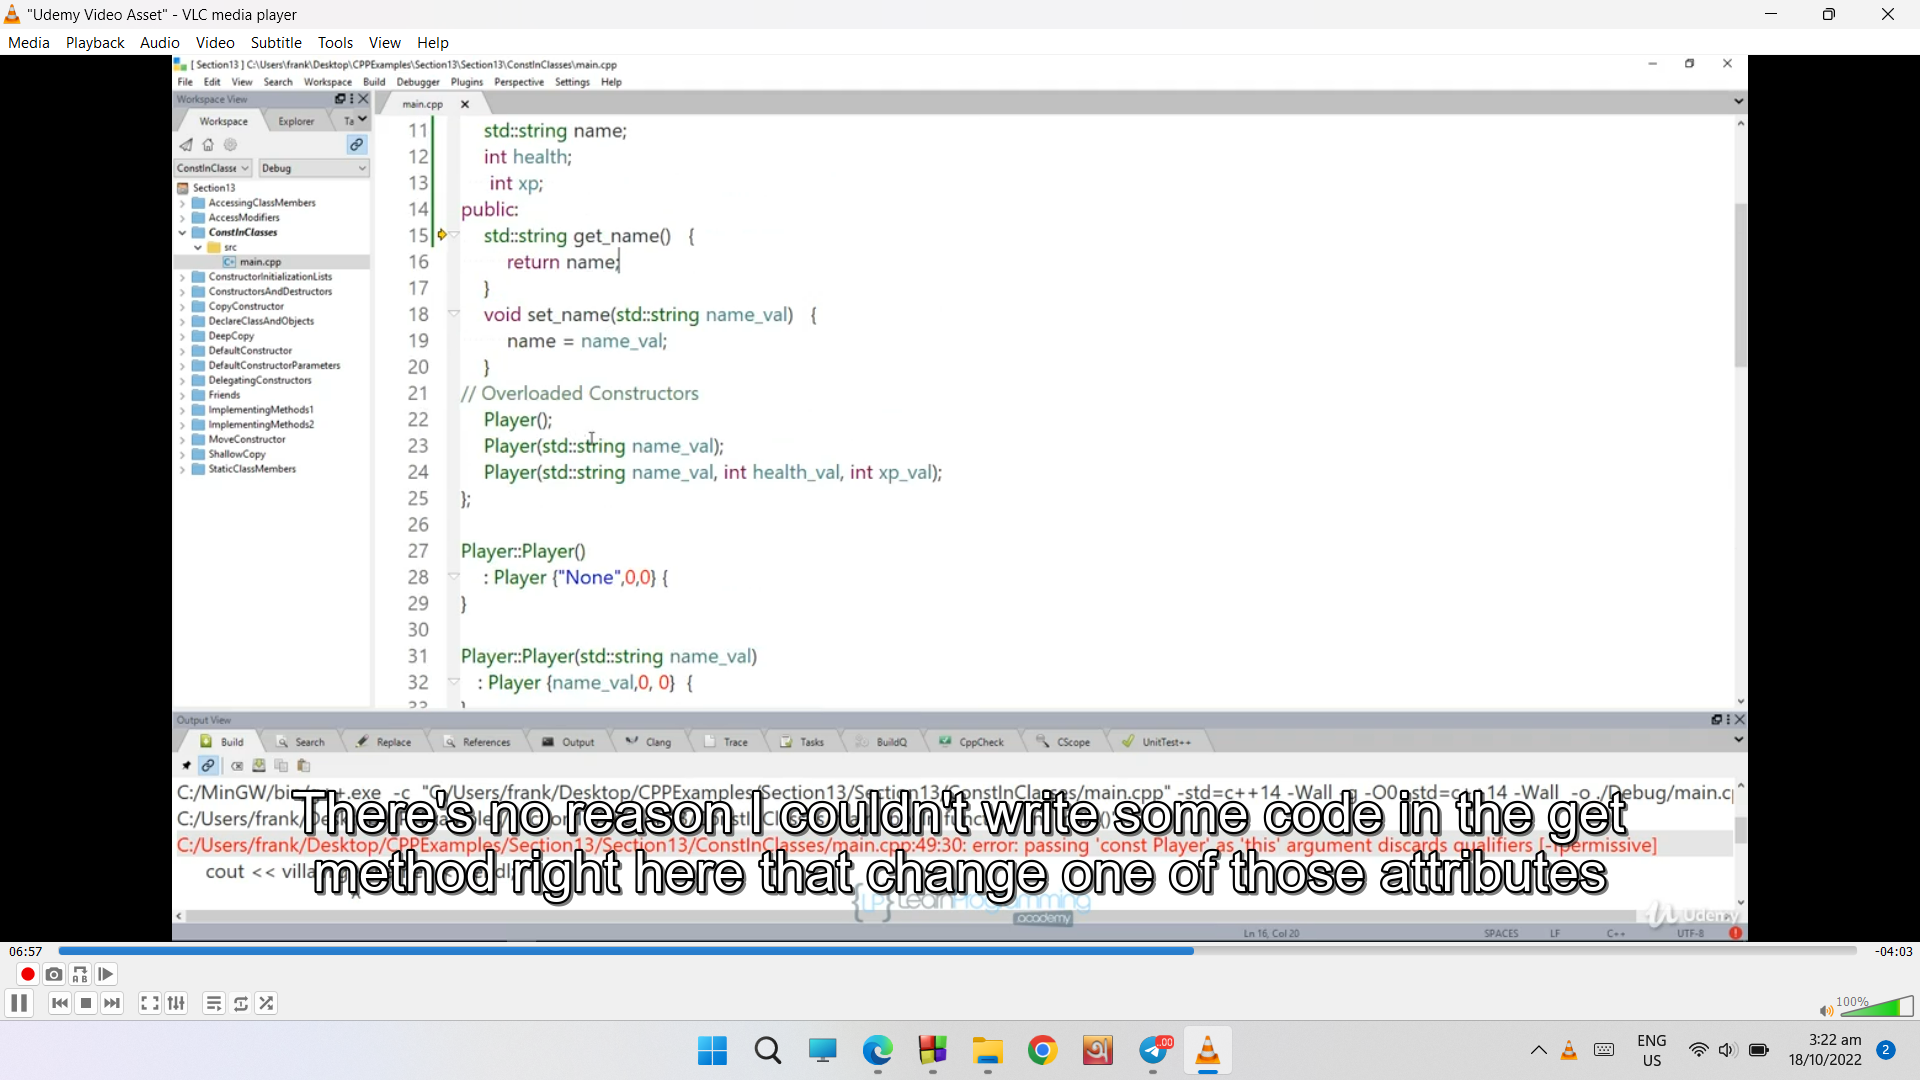 "Udemy Video Asset" - VLC media player
Media Playback Audio Video Subtitle Tools View Help
[ Section13 ] C:\Users\frank\Desktop\CPPExamples\Section13\Section13\ConstInClasses\main.cpp
File Edit View Search Workspace Build Debugger Plugins Perspective Settings Help
Workspace View
main.cpp
Workspace Explorer Ta
ConstInClasse Debug
Section13
AccessingClassMembers
AccessModifiers
ConstInClasses
src
main.cpp
ConstructorInitializationLists
ConstructorsAndDestructors
CopyConstructor
DeclareClassAndObjects
DeepCopy
DefaultConstructor
DefaultConstructorParameters
DelegatingConstructors
Friends
ImplementingMethods1
ImplementingMethods2
MoveConstructor
ShallowCopy
StaticClassMembers
11 std::string name;
12 int health;
13 int xp;
14 public:
15 std::string get_name() {
16 return name;
17 }
18 void set_name(std::string name_val) {
19 name = name_val;
20 }
21 // Overloaded Constructors
22 Player();
23 Player(std::string name_val);
24 Player(std::string name_val, int health_val, int xp_val);
25 };
26
27 Player::Player()
28 : Player {"None",0,0} {
29 }
30
31 Player::Player(std::string name_val)
32 : Player {name_val,0, 0} {
33 }
Output View
Build Search Replace References Output Clang Trace Tasks BuildQ CppCheck CScope UnitTest++
C:/MinGW/bin/g++.exe -c "C:/Users/frank/Desktop/CPPExamples/Section13/Section13/ConstInClasses/main.cpp" -std=c++14 -Wall -g -O0 -std=c++14 -Wall -o ./Debug/main.cp
C:/Users/frank/
C:/Users/frank/Desktop/CPPExamples/Section13/Section13/ConstInClasses/main.cpp:49:30: error: passing 'const Player' as 'this' argument discards qualifiers [-fpermissive]
cout <<
There's no reason I couldn't write some code in the get
method right here that change one of those attributes
LearnProgramming
academy
Udemy
Ln 16, Col 20 SPACES LF C++ UTF-8
06:57 -04:03
100%
ENG
US
3:22 am
18/10/2022
2
.00